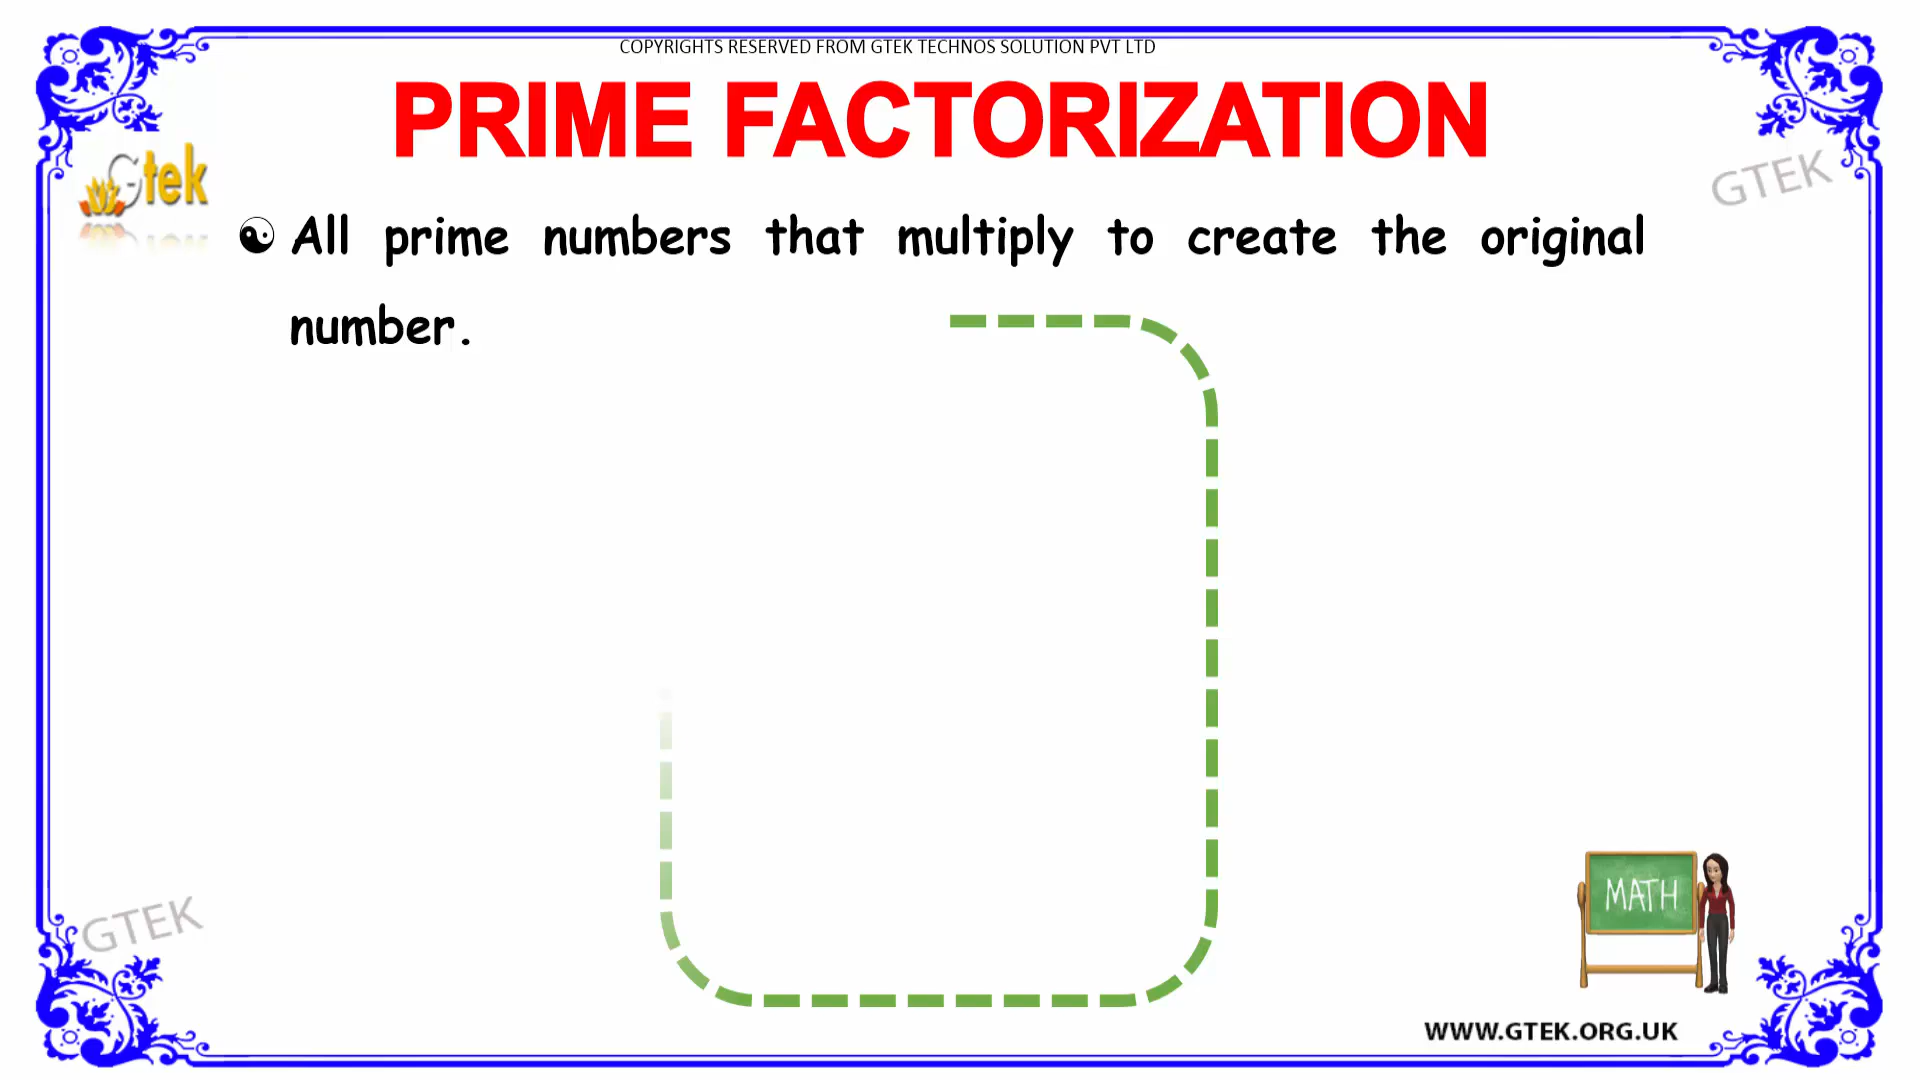 COPYRIGHTS RESERVED FROM GTEK TECHNOS SOLUTION PVT LTD
PRIME FACTORIZATION
Gtek
GTEK
All prime numbers that multiply to create the original
number.
MATH
GTEK
WWW.GTEK.ORG.UK